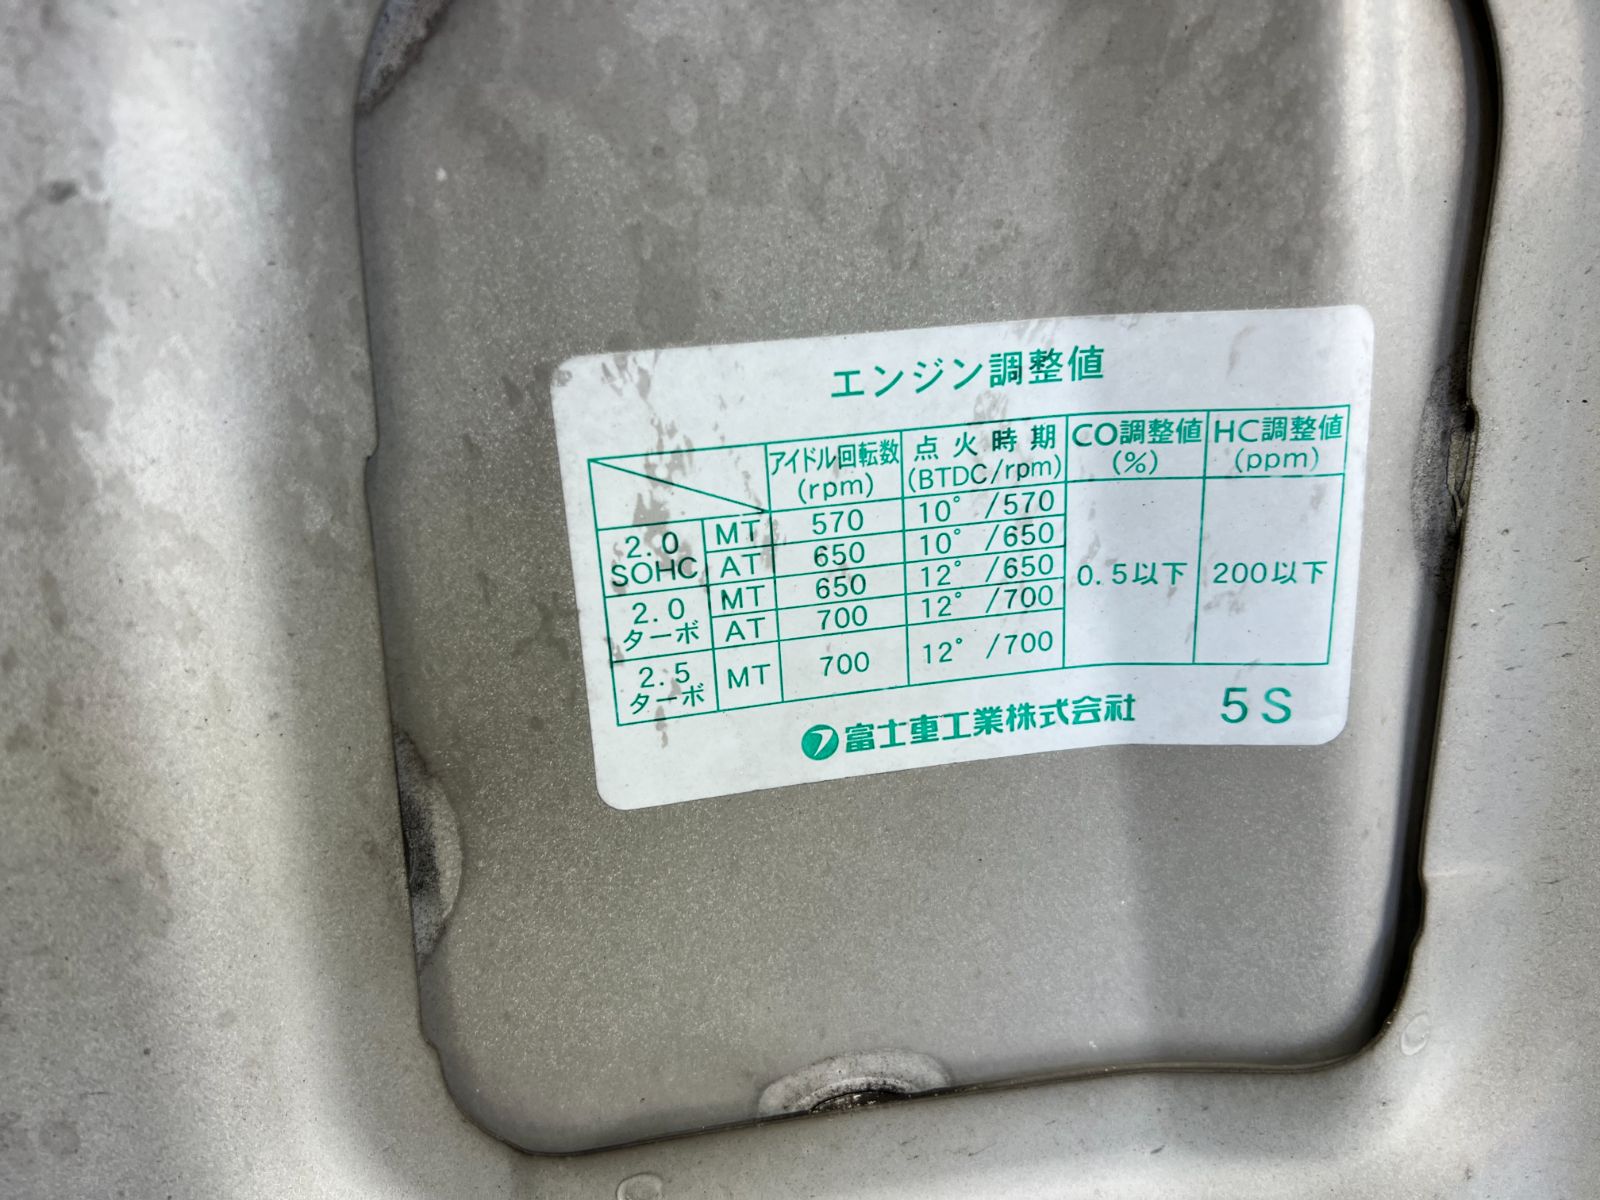 エンジン調整値
アイドル回転数 (rpm) 点火時期 (BTDC/rpm) CO調整値 (%) HC調整値 (ppm)
2.0 SOHC MT 570 10° /570
AT 650 10° /650
2.0 ターボ MT 650 12° /650
AT 700 12° /700
2.5 ターボ MT 700 12° /700
0.5以下 200以下
富士重工業株式会社 5S